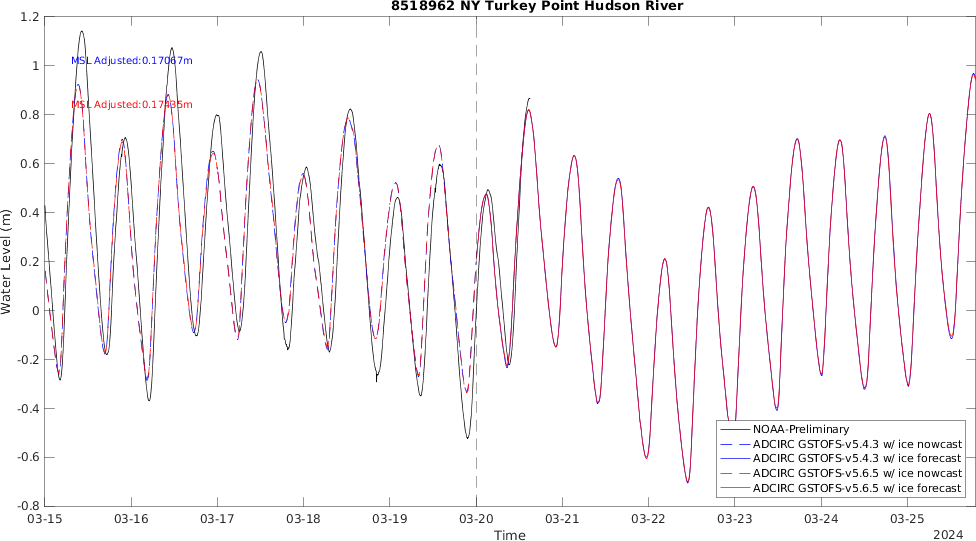 8518962 NY Turkey Point Hudson River
1.2
1
0.8
0.6
0.4
0.2
0
-0.2
-0.4
-0.6
-0.8
Water Level (m)
MSL Adjusted:0.17067m
MSL Adjusted:0.17435m
NOAA-Preliminary
ADCIRC GSTOFS-v5.4.3 w/ ice nowcast
ADCIRC GSTOFS-v5.4.3 w/ ice forecast
ADCIRC GSTOFS-v5.6.5 w/ ice nowcast
ADCIRC GSTOFS-v5.6.5 w/ ice forecast
03-15 03-16 03-17 03-18 03-19 03-20 03-21 03-22 03-23 03-24 03-25
Time
2024